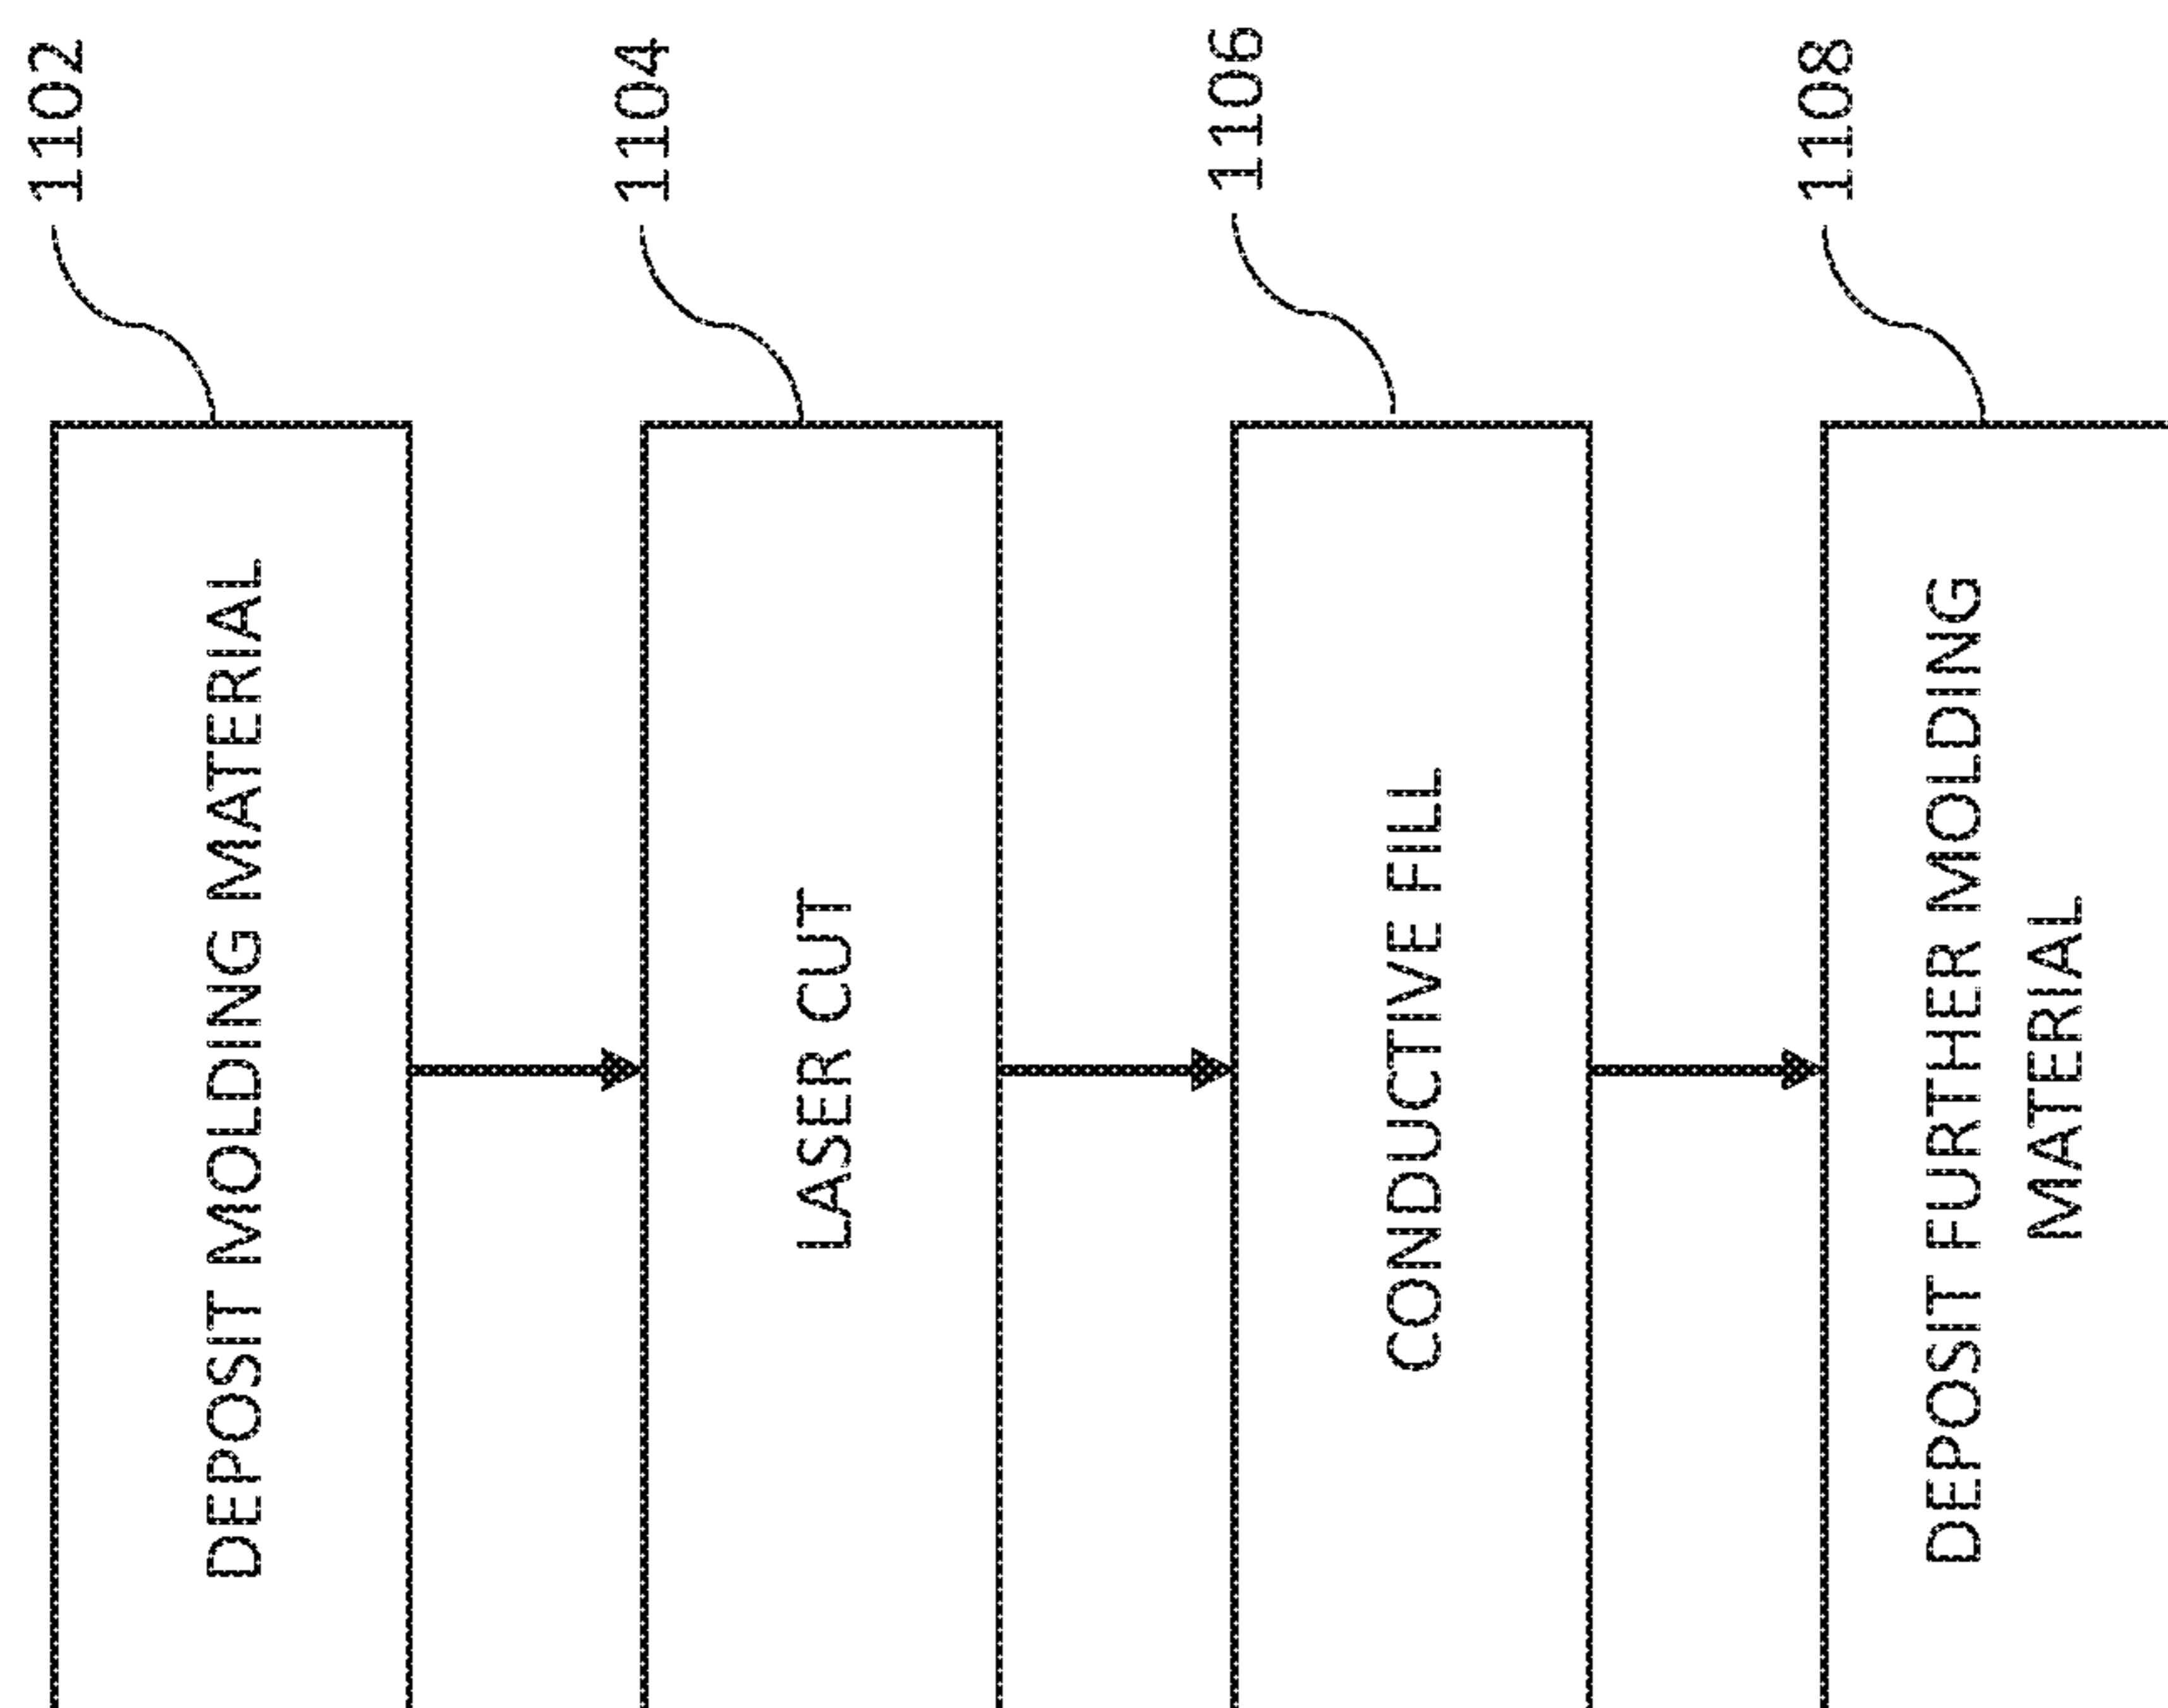 DEPOSIT MOLDING MATERIAL
1102
LASER CUT
1104
CONDUCTIVE FILL
1106
DEPOSIT FURTHER MOLDING
MATERIAL
1108